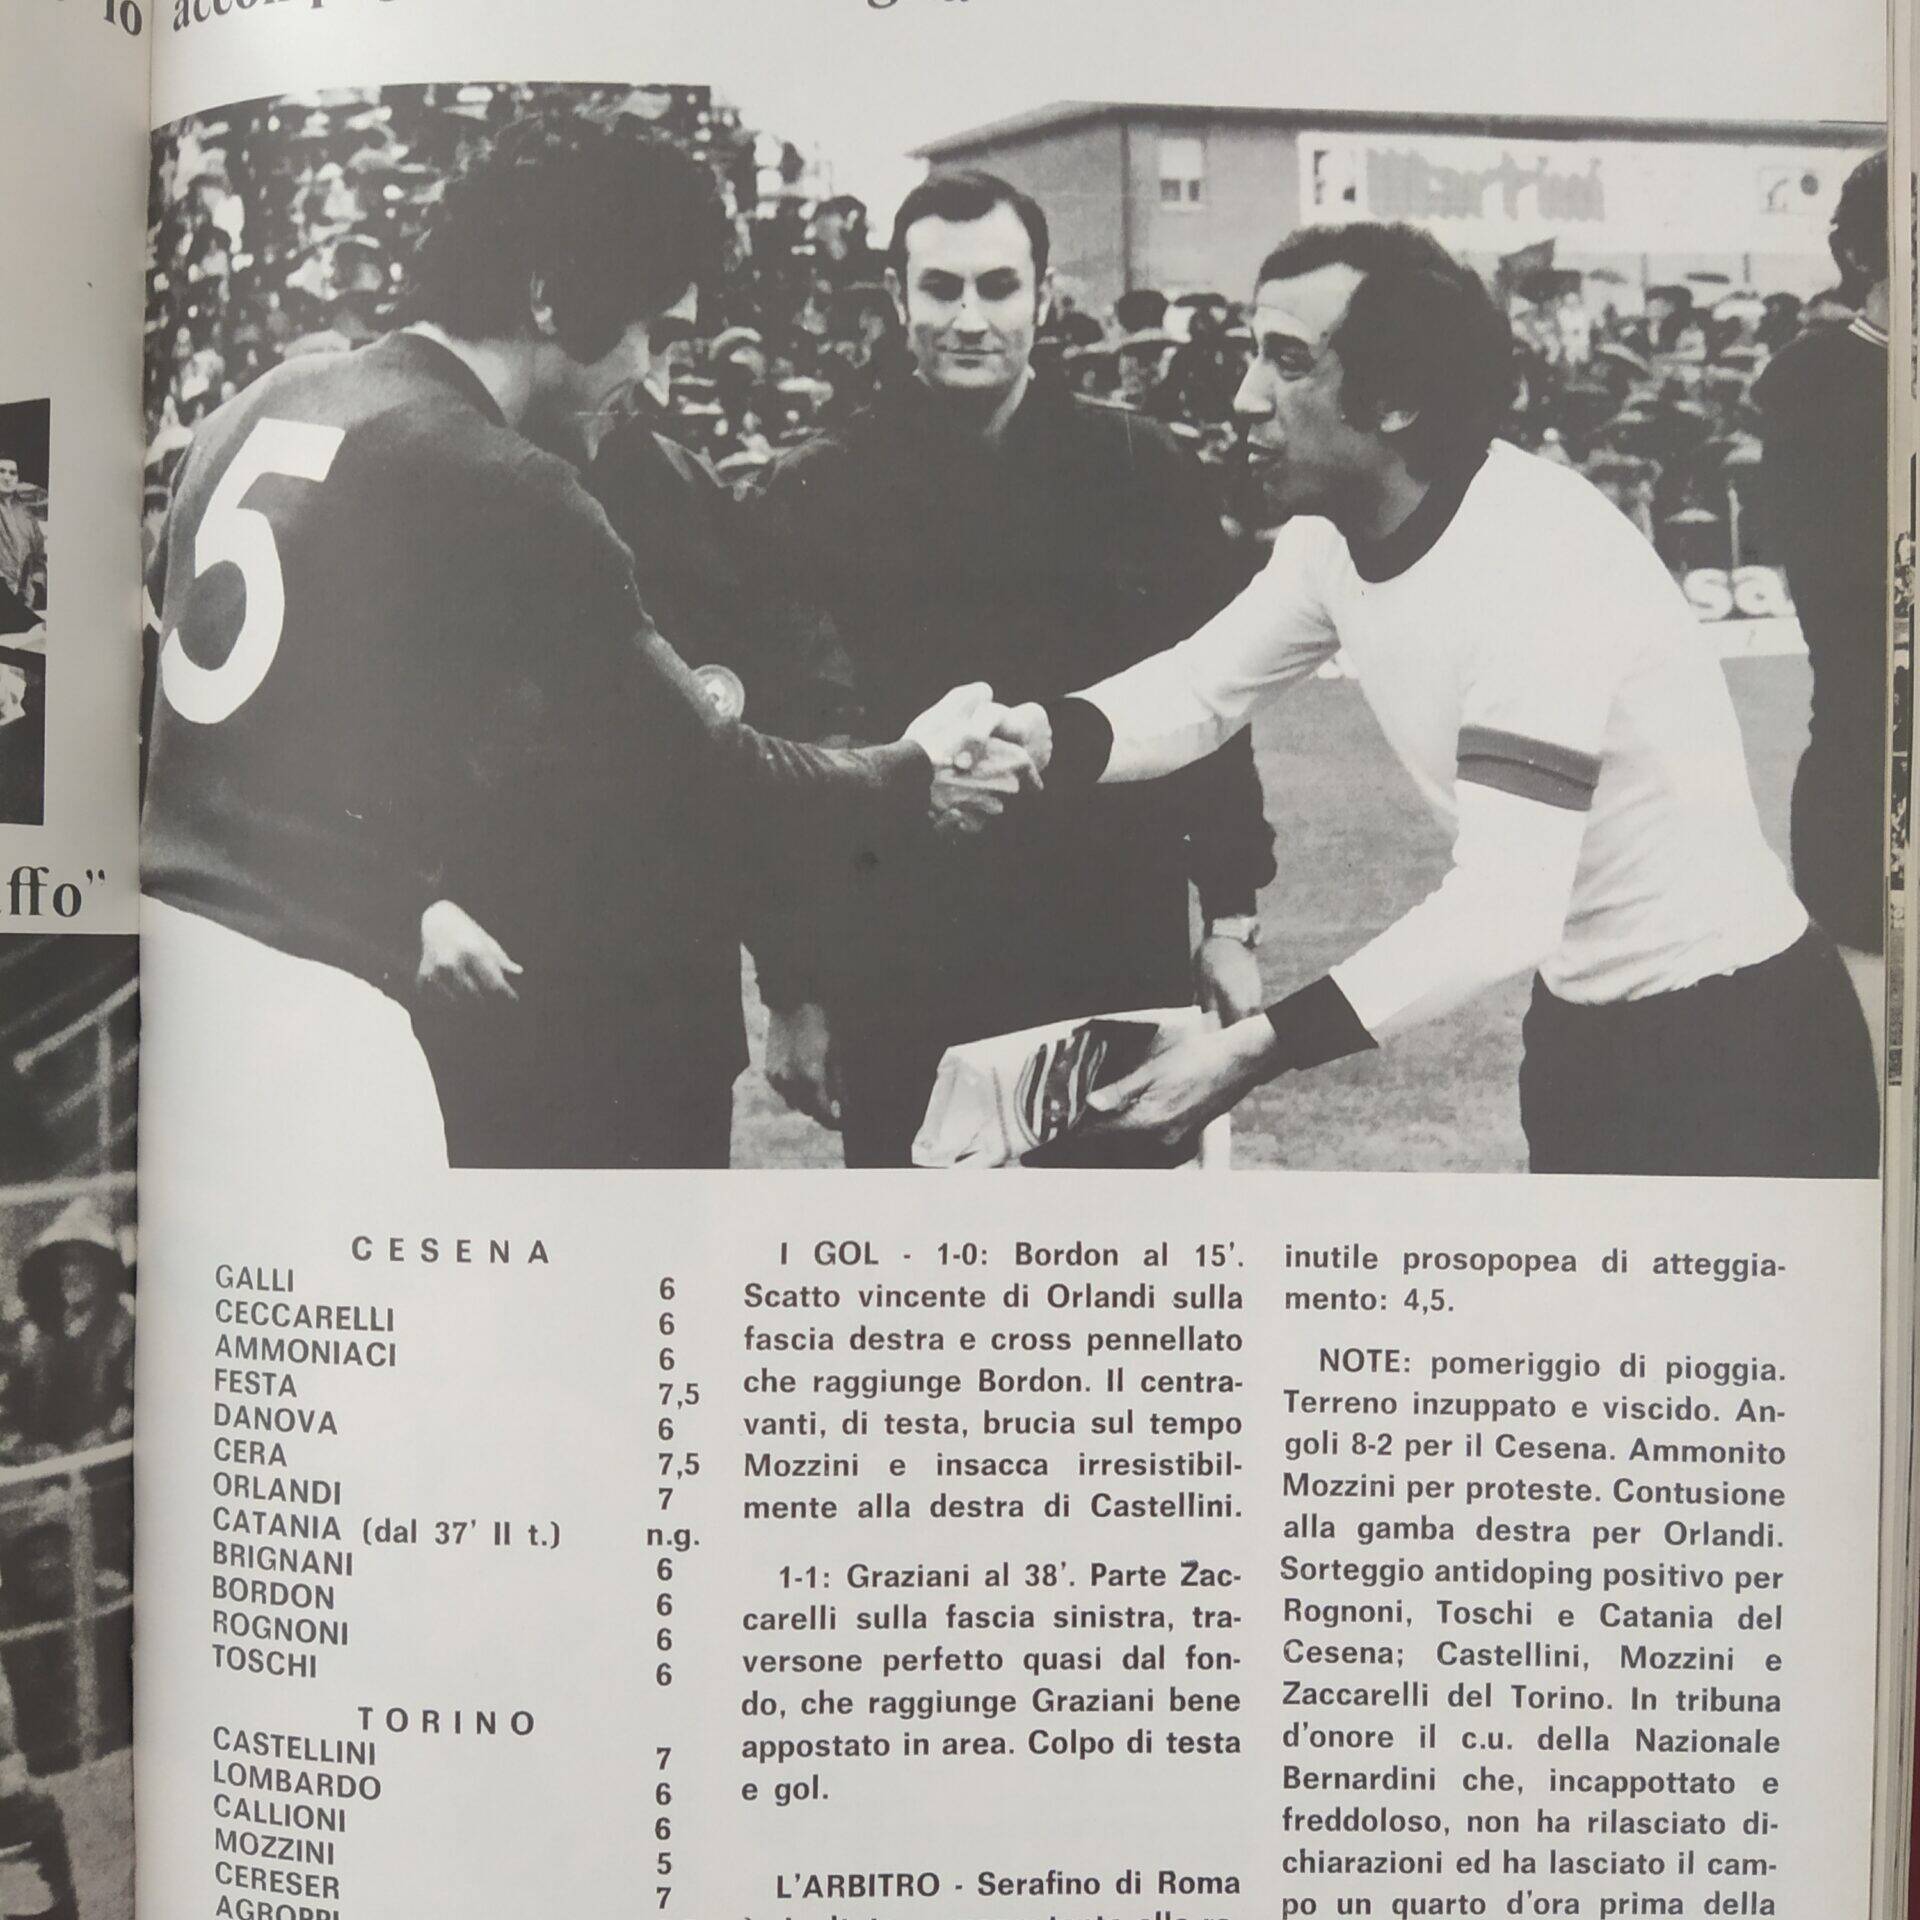 lo
ffo"
Martini
5
sa
CESENA
GALLI 6
CECCARELLI 6
AMMONIACI 6
FESTA 7,5
DANOVA 6
CERA 7,5
ORLANDI 7
CATANIA (dal 37' II t.) n.g.
BRIGNANI 6
BORDON 6
ROGNONI 6
TOSCHI 6
TORINO
CASTELLINI 7
LOMBARDO 6
CALLIONI 6
MOZZINI 5
CERESER 7
AGROPPI
I GOL - 1-0: Bordon al 15'.
Scatto vincente di Orlandi sulla
fascia destra e cross pennellato
che raggiunge Bordon. Il centra-
vanti, di testa, brucia sul tempo
Mozzini e insacca irresistibil-
mente alla destra di Castellini.
1-1: Graziani al 38'. Parte Zac-
carelli sulla fascia sinistra, tra-
versone perfetto quasi dal fon-
do, che raggiunge Graziani bene
appostato in area. Colpo di testa
e gol.
L'ARBITRO - Serafino di Roma
inutile prosopopea di atteggia-
mento: 4,5.
NOTE: pomeriggio di pioggia.
Terreno inzuppato e viscido. An-
goli 8-2 per il Cesena. Ammonito
Mozzini per proteste. Contusione
alla gamba destra per Orlandi.
Sorteggio antidoping positivo per
Rognoni, Toschi e Catania del
Cesena; Castellini, Mozzini e
Zaccarelli del Torino. In tribuna
d'onore il c.u. della Nazionale
Bernardini che, incappottato e
freddoloso, non ha rilasciato di-
chiarazioni ed ha lasciato il cam-
po un quarto d'ora prima della